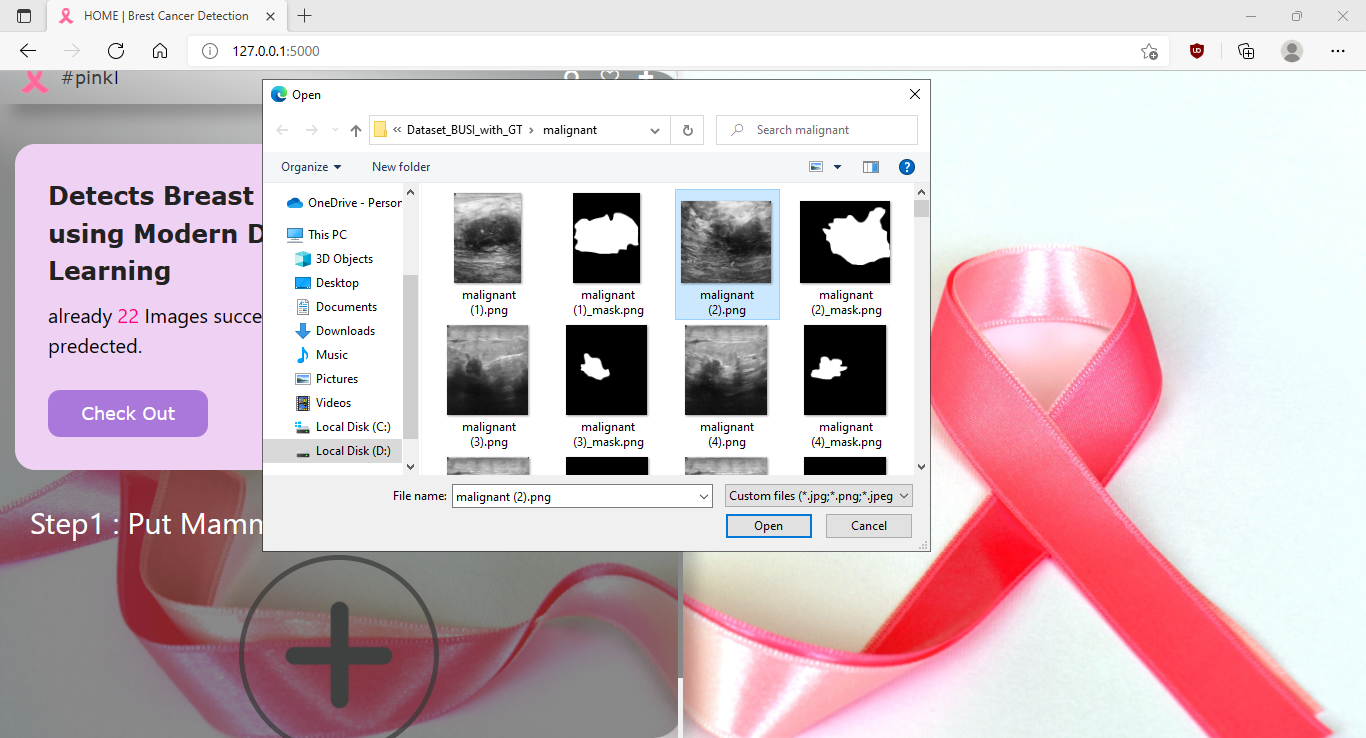 HOME | Brest Cancer Detection
127.0.0.1:5000
#pinkl
Detects Breast
using Modern D
Learning
already 22 Images succe
predected.
Check Out
Step1 : Put Mamm
Open
« Dataset_BUSI_with_GT › malignant
Search malignant
Organize
New folder
OneDrive - Person
This PC
3D Objects
Desktop
Documents
Downloads
Music
Pictures
Videos
Local Disk (C:)
Local Disk (D:)
malignant
(1).png
malignant
(1)_mask.png
malignant
(2).png
malignant
(2)_mask.png
malignant
(3).png
malignant
(3)_mask.png
malignant
(4).png
malignant
(4)_mask.png
File name:
malignant (2).png
Custom files (*.jpg;*.png;*.jpeg
Open
Cancel